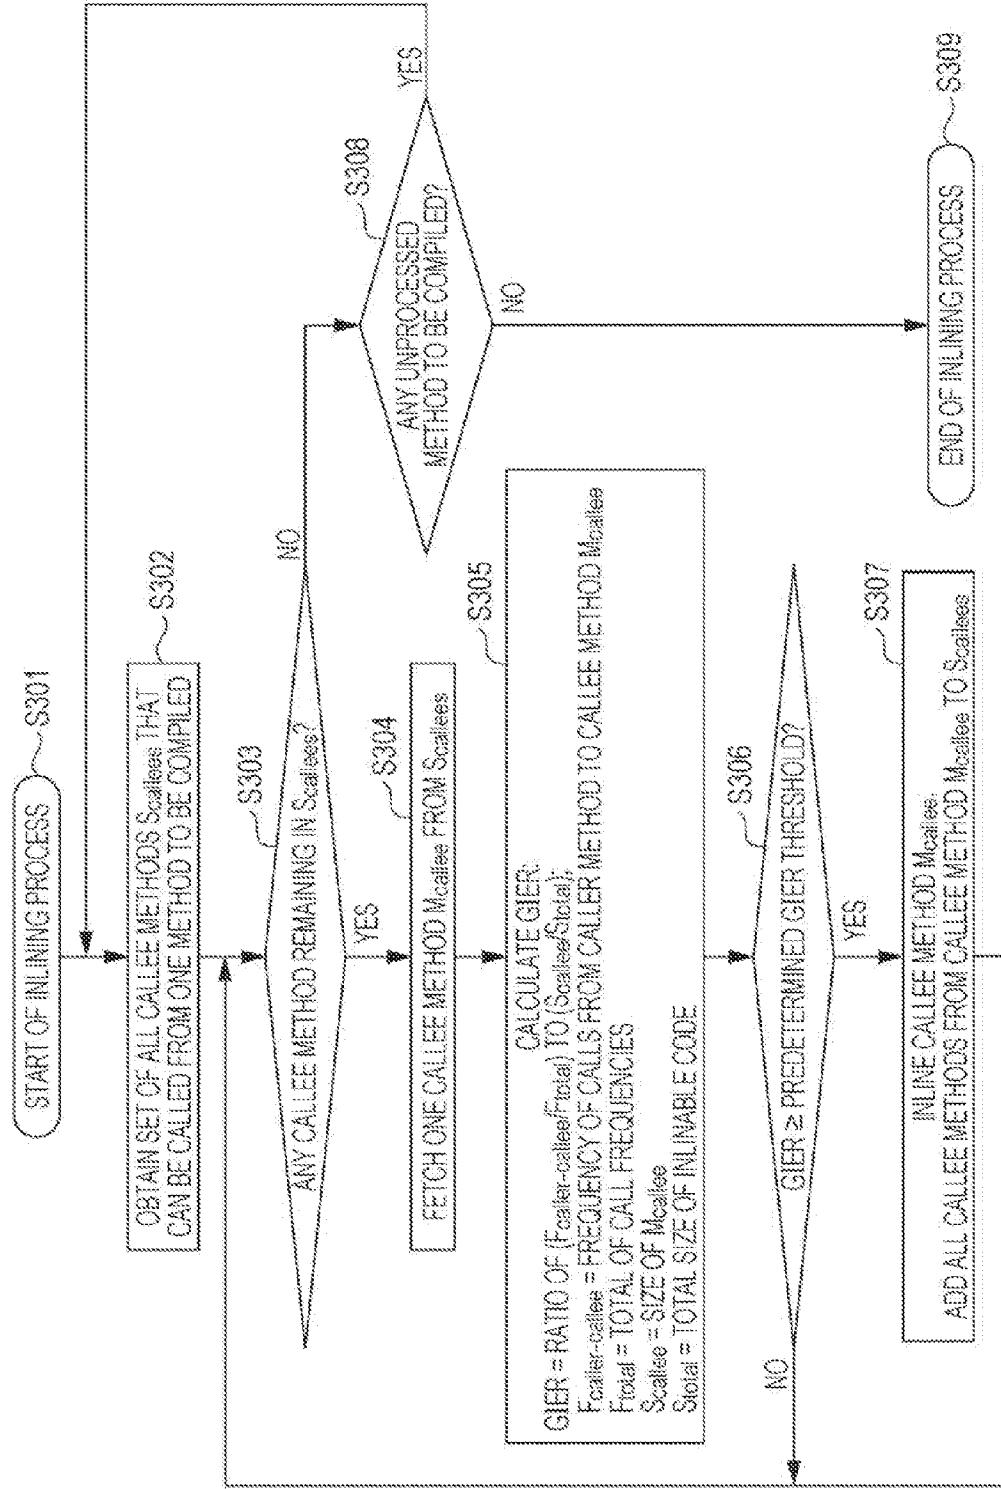 START OF INLINING PROCESS
S301
OBTAIN SET OF ALL CALLEE METHODS Scallees THAT
CAN BE CALLED FROM ONE METHOD TO BE COMPILED
S302
ANY CALLEE METHOD REMAINING IN Scallees?
S303
NO
YES
FETCH ONE CALLEE METHOD Mcallee FROM Scallees
S304
CALCULATE GIER:
GIER = RATIO OF (Fcaller-callee/Ftotal) TO (Scallee/Stotal);
Fcaller-callee = FREQUENCY OF CALLS FROM CALLER METHOD TO CALLEE METHOD Mcallee
Ftotal = TOTAL OF CALL FREQUENCIES
Scallee = SIZE OF Mcallee
Stotal = TOTAL SIZE OF INLINABLE CODE
S305
GIER ≥ PREDETERMINED GIER THRESHOLD?
S306
NO
YES
INLINE CALLEE METHOD Mcallee.
ADD ALL CALLEE METHODS FROM CALLEE METHOD Mcallee TO Scallees
S307
ANY UNPROCESSED
METHOD TO BE COMPILED?
S308
YES
NO
END OF INLINING PROCESS
S309